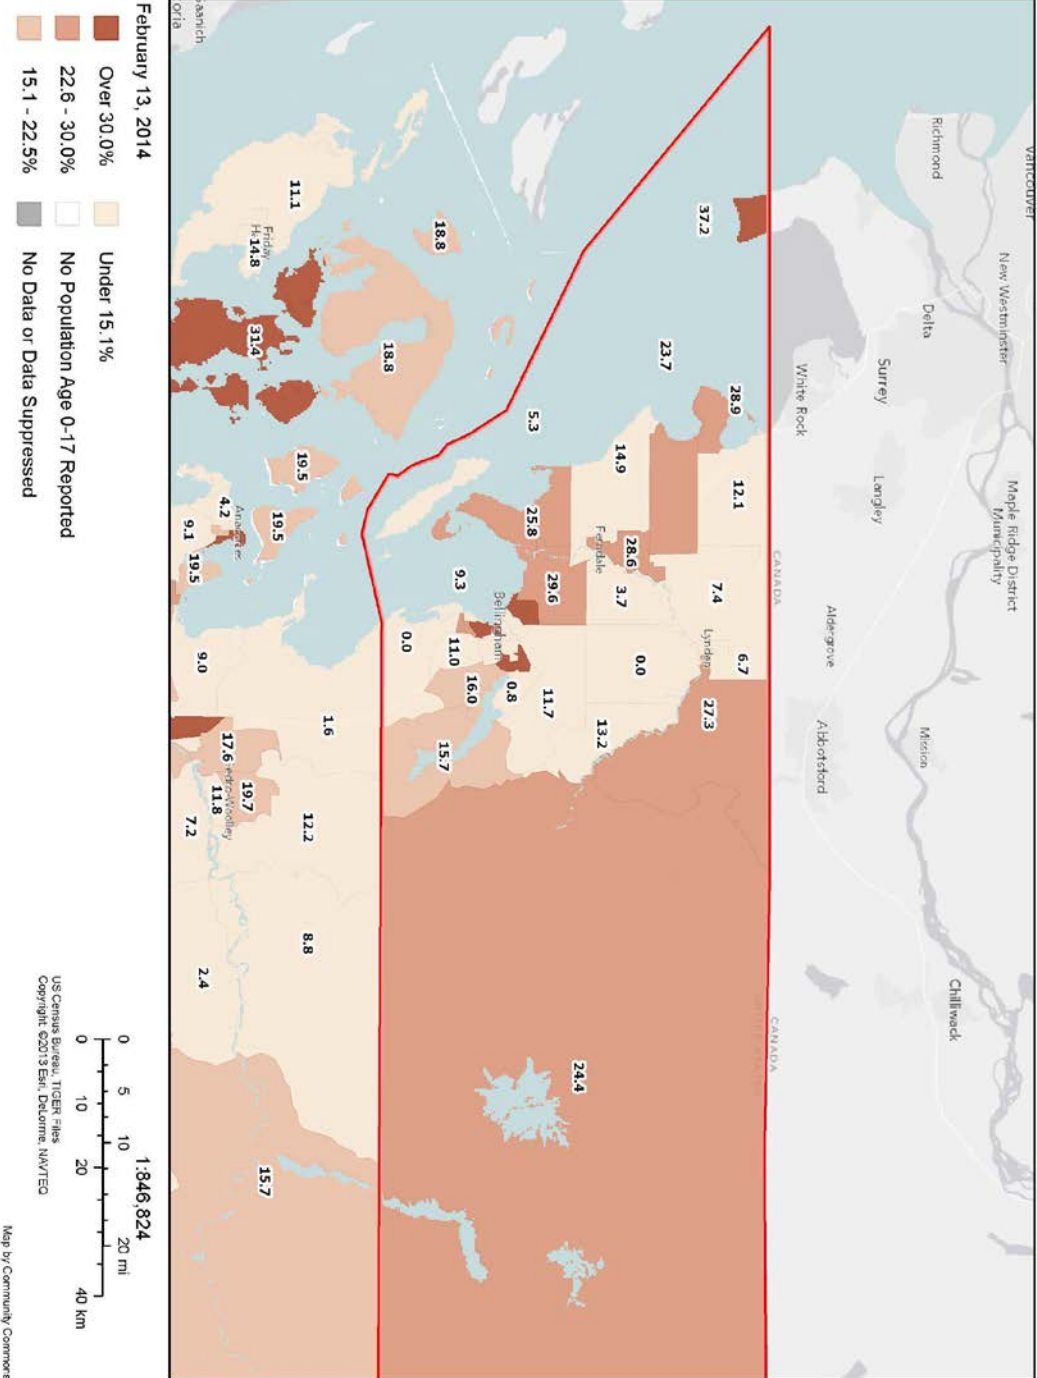 Vancouver
Maple Ridge District
Municipality
New Westminster
Richmond
Delta
Surrey
Langley
Mission
Chilliwack
Aldergrove
Abbotsford
White Rock
CANADA
CANADA
37.2
28.9
12.1
7.4
6.7
27.3
Lynden
23.7
14.9
28.6
Ferndale
3.7
0.0
13.2
24.4
5.3
25.8
29.6
11.7
Bellingham
0.8
9.3
11.0
16.0
15.7
0.0
18.8
18.8
11.1
Friday
14.8
31.4
19.5
19.5
4.2
Anacortes
9.1
19.5
9.0
1.6
12.2
8.8
17.6
19.7
11.8
7.2
2.4
15.7
February 13, 2014
Over 30.0%
22.6 - 30.0%
15.1 - 22.5%
Under 15.1%
No Population Age 0-17 Reported
No Data or Data Suppressed
1:846,824
0 5 10 20 mi
0 10 20 40 km
US Census Bureau, TIGER Files
Copyright: ©2013 Esri, DeLorme, NAVTEQ
Map by Community Commons